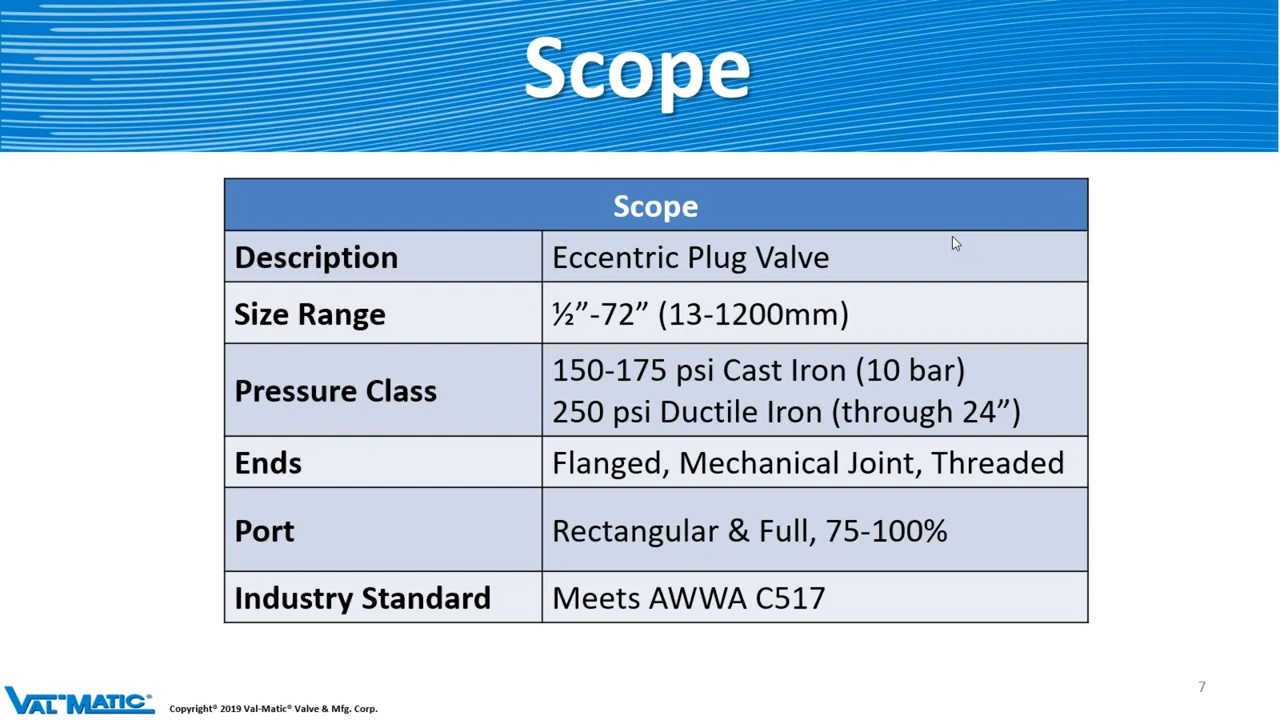 Scope
Scope
Description Eccentric Plug Valve
Size Range ½”-72” (13-1200mm)
Pressure Class 150-175 psi Cast Iron (10 bar)
250 psi Ductile Iron (through 24”)
Ends Flanged, Mechanical Joint, Threaded
Port Rectangular & Full, 75-100%
Industry Standard Meets AWWA C517
7
VAL-MATIC® Copyright® 2019 Val-Matic® Valve & Mfg. Corp.